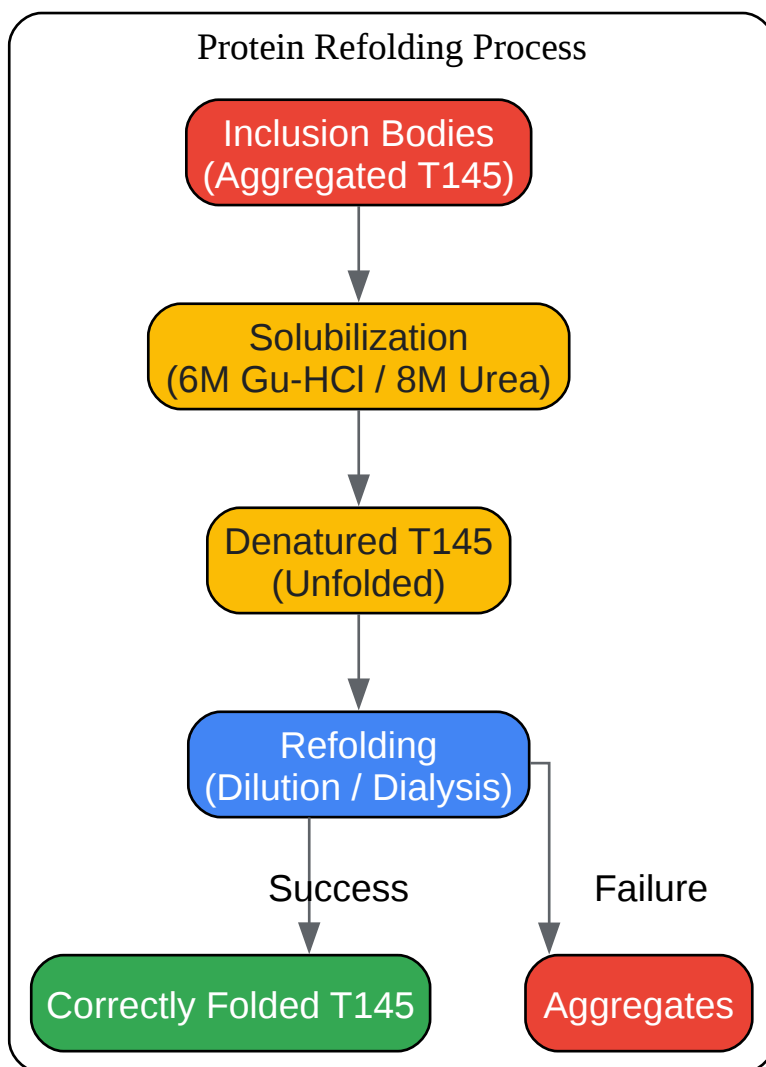 Protein Refolding Process
Inclusion Bodies
(Aggregated T145)
Solubilization
(6M Gu-HCl / 8M Urea)
Denatured T145
(Unfolded)
Refolding
(Dilution / Dialysis)
Success
Failure
Correctly Folded T145
Aggregates